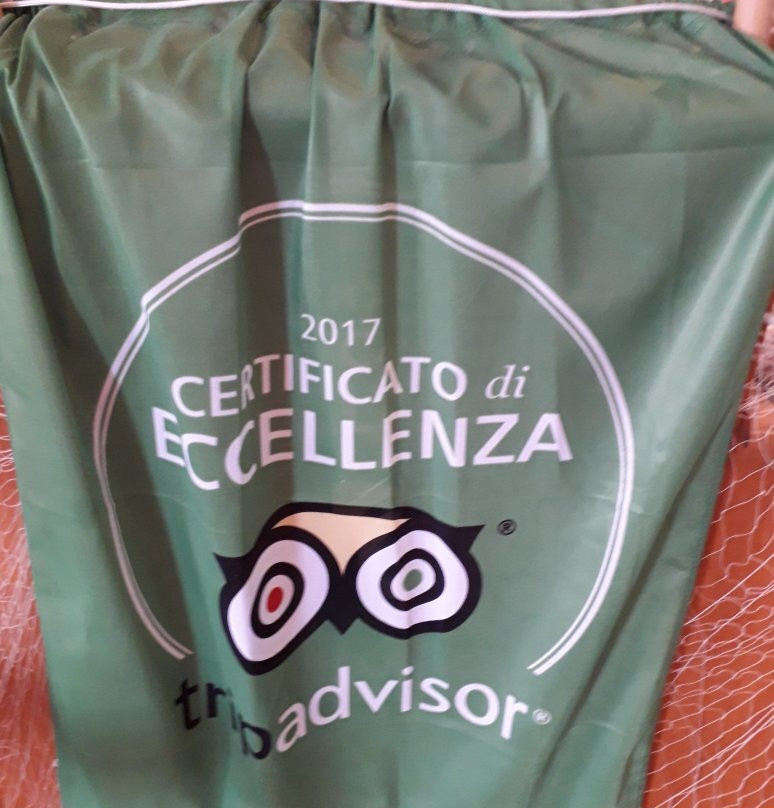 2017
CERTIFICATO di
ECCELLENZA
®
tripadvisor®